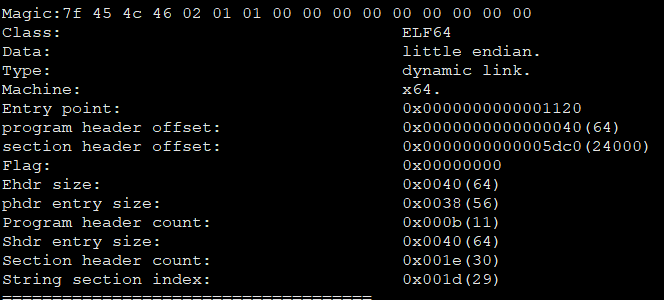 Magic:7f 45 4c 46 02 01 01 00 00 00 00 00 00 00 00 00
Class: ELF64
Data: little endian.
Type: dynamic link.
Machine: x64.
Entry point: 0x0000000000001120
program header offset: 0x0000000000000040(64)
section header offset: 0x0000000000005dc0(24000)
Flag: 0x00000000
Ehdr size: 0x0040(64)
phdr entry size: 0x0038(56)
Program header count: 0x000b(11)
Shdr entry size: 0x0040(64)
Section header count: 0x001e(30)
String section index: 0x001d(29)
=====================================